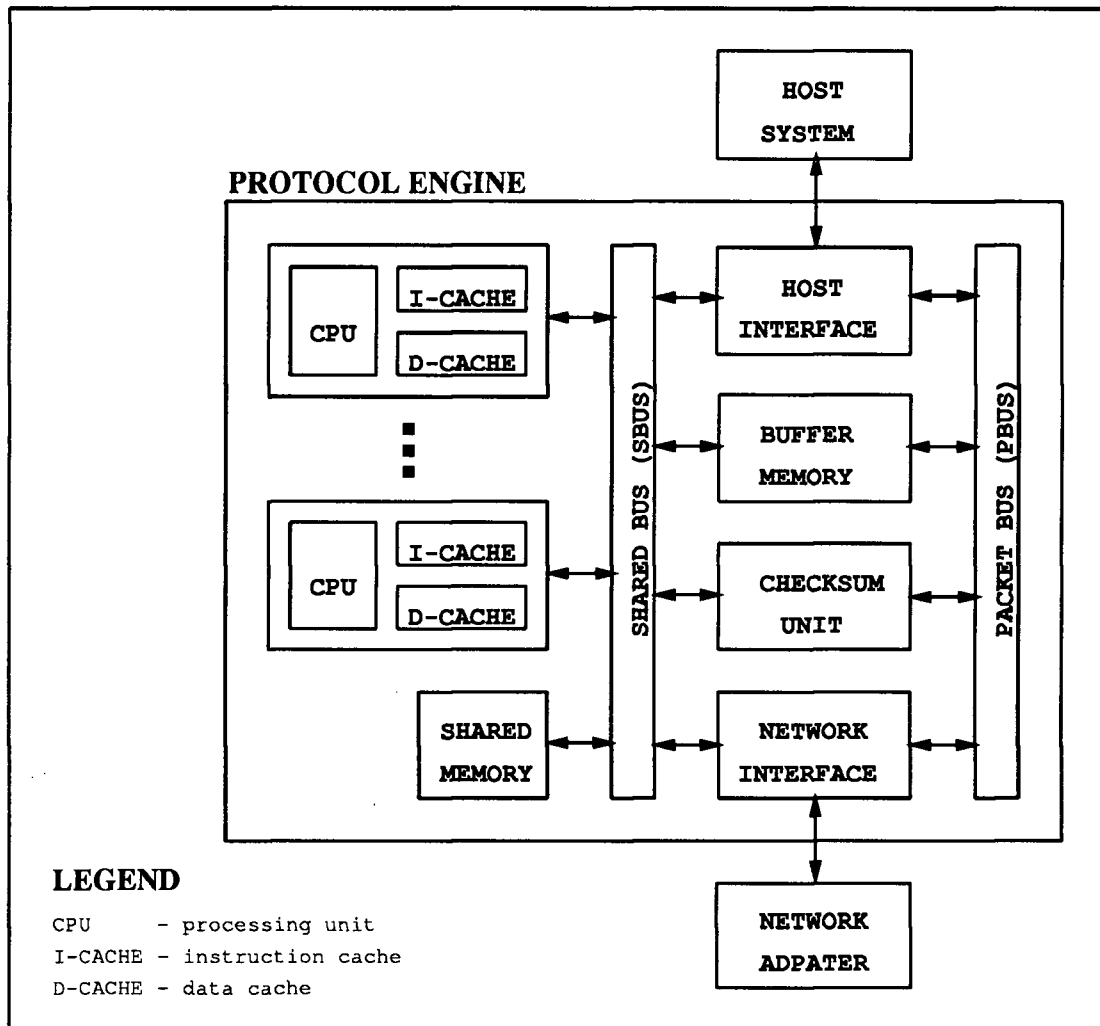 HOST
SYSTEM
PROTOCOL ENGINE
CPU
I-CACHE
D-CACHE
CPU
I-CACHE
D-CACHE
SHARED
MEMORY
SHARED BUS (SBUS)
HOST
INTERFACE
BUFFER
MEMORY
CHECKSUM
UNIT
NETWORK
INTERFACE
PACKET BUS (PBUS)
NETWORK
ADPATER
LEGEND
CPU - processing unit
I-CACHE - instruction cache
D-CACHE - data cache